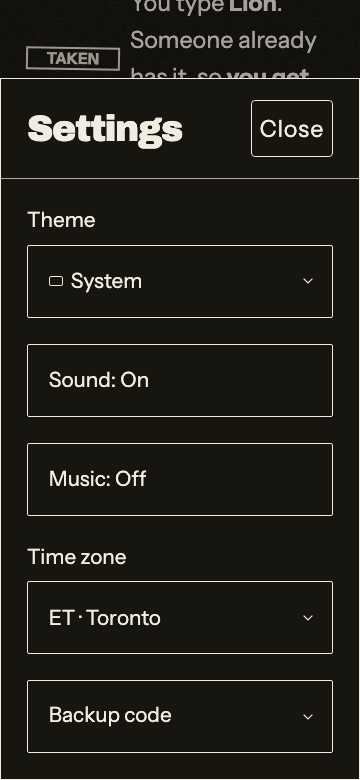 You type Lion.
Someone already
TAKEN
has it, so you get
Settings
Close
Theme
System
Sound: On
Music: Off
Time zone
ET · Toronto
Backup code